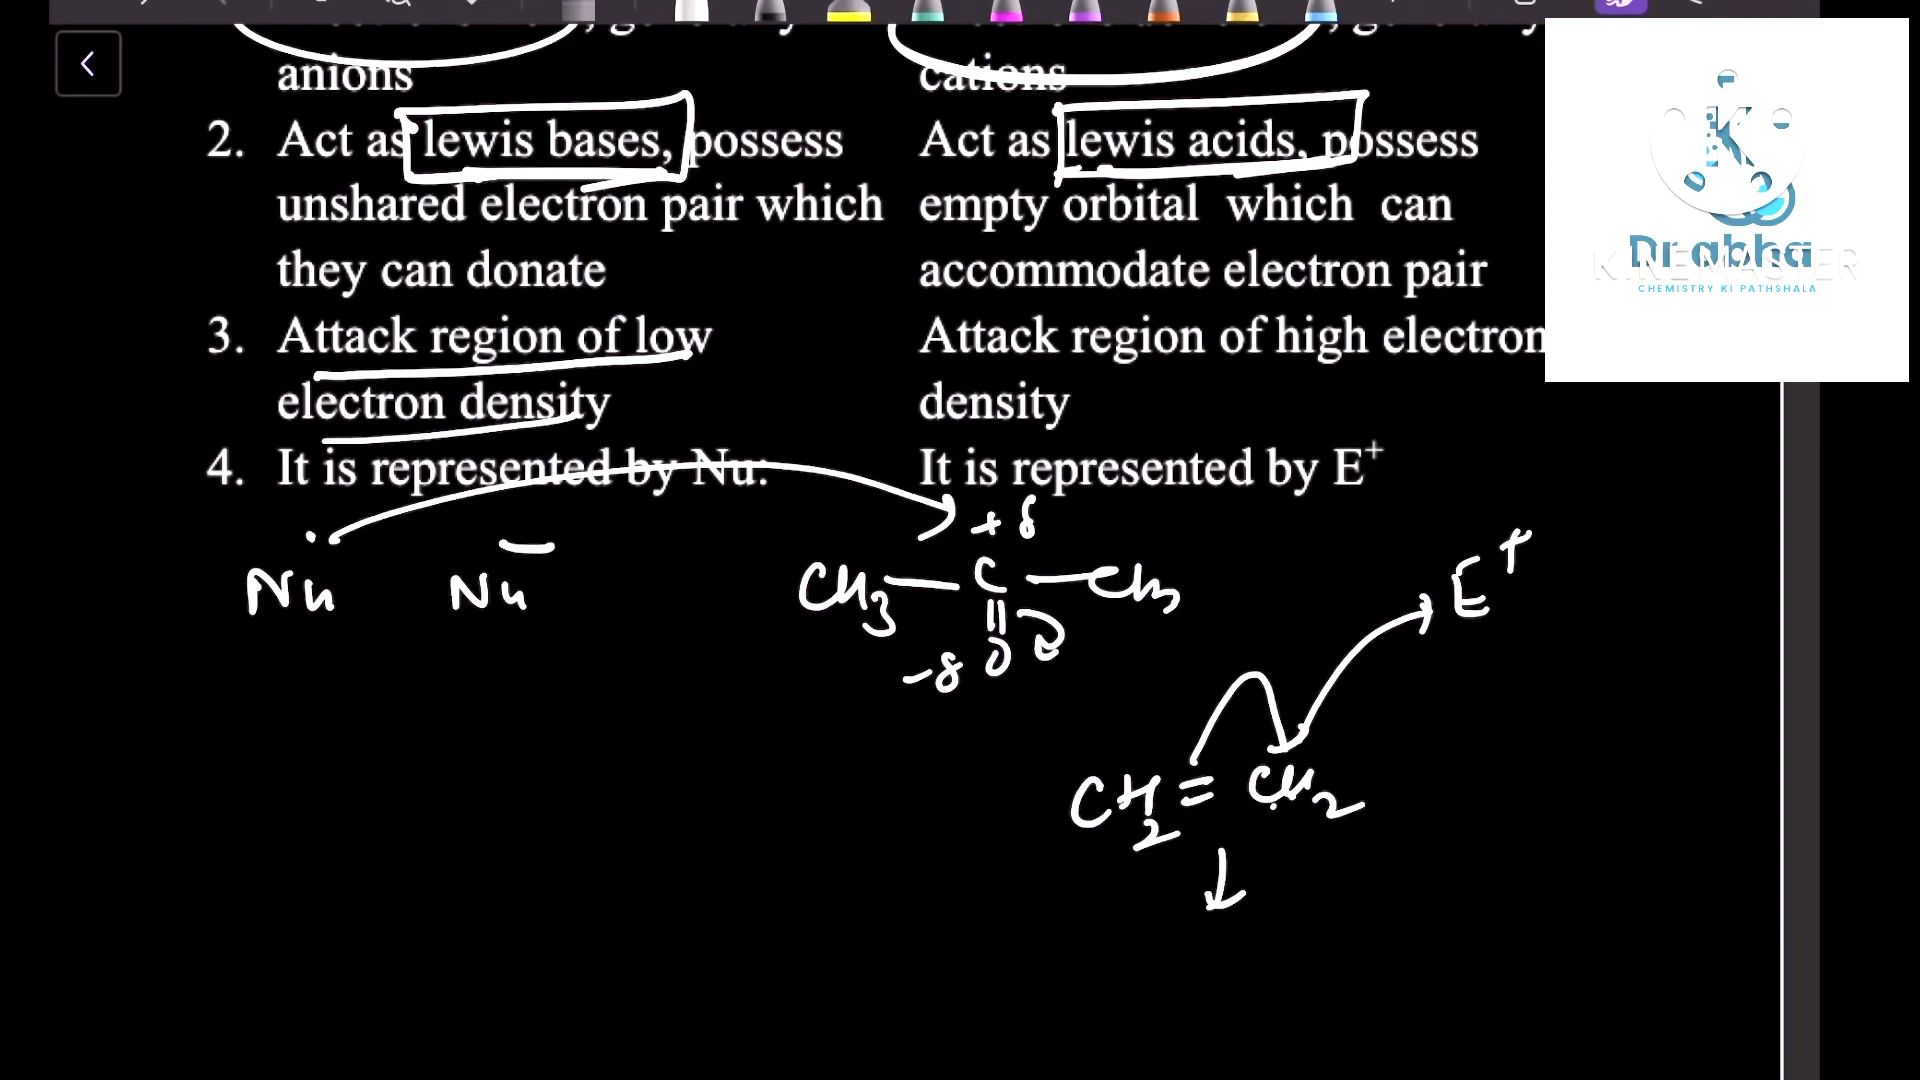 anions
cations
2. Act as lewis bases, possess
unshared electron pair which
they can donate
Act as lewis acids, possess
empty orbital which can
accommodate electron pair
3. Attack region of low
electron density
Attack region of high electron
density
4. It is represented by Nu:
It is represented by E⁺
Nu Nu
+δ
CH3 — C — CH3
-δ O
E⁺
CH2 = CH2
K
Dr abha
KINEMASTER
CHEMISTRY KI PATHSHALA